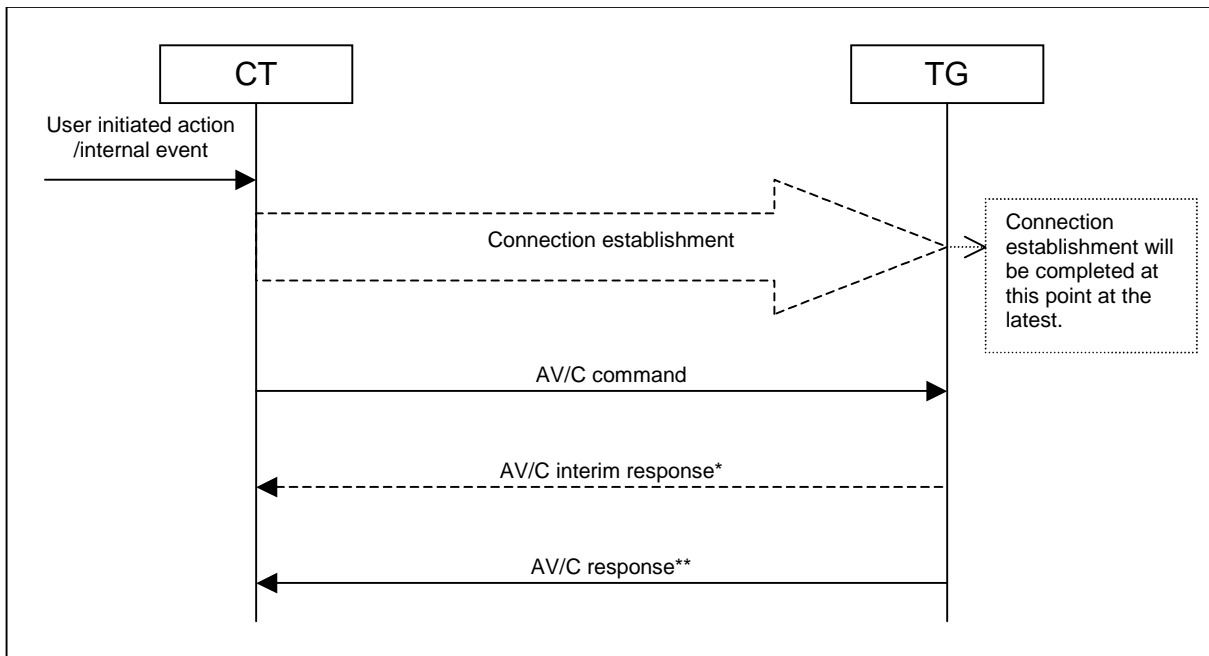 CT
TG
User initiated action
/internal event
Connection establishment
Connection
establishment will
be completed at
this point at the
latest.
AV/C command
AV/C interim response*
AV/C response**